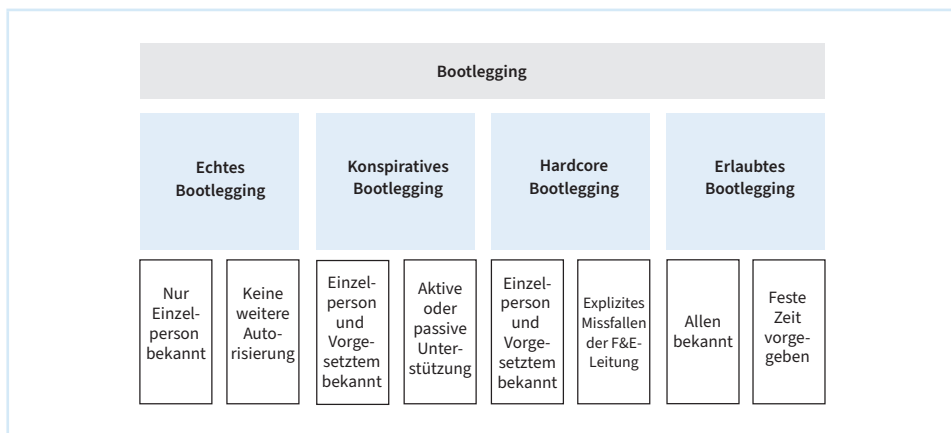 Bootlegging
Echtes
Bootlegging
Konspiratives
Bootlegging
Hardcore
Bootlegging
Erlaubtes
Bootlegging
Nur
Einzel-
person
bekannt
Keine
weitere
Auto-
risierung
Einzel-
person
und
Vorge-
setztem
bekannt
Aktive
oder
passive
Unter-
stützung
Einzel-
person
und
Vorge-
setztem
bekannt
Explizites
Missfallen
der F&E-
Leitung
Allen
bekannt
Feste
Zeit
vorge-
geben